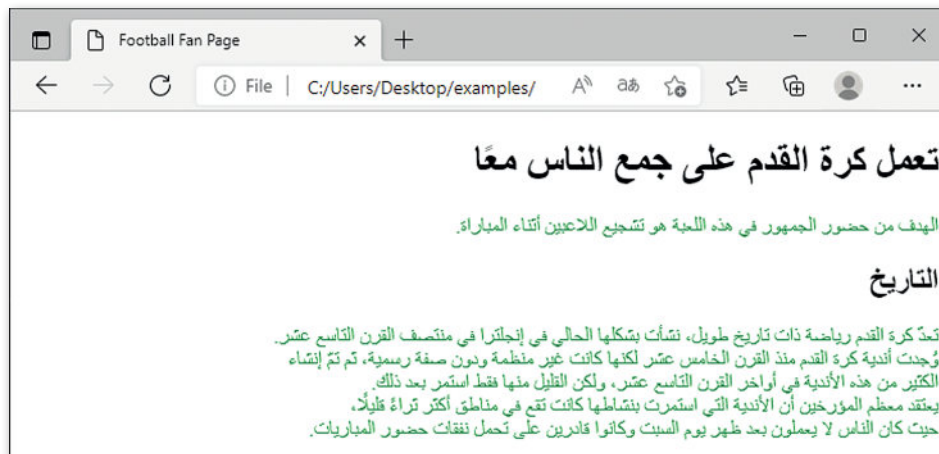 Football Fan Page
File
C:/Users/Desktop/examples/
تعمل كرة القدم على جمع الناس معًا
الهدف من حضور الجمهور في هذه اللعبة هو تشجيع اللاعبين أثناء المباراة.
التاريخ
تعدّ كرة القدم رياضة ذات تاريخ طويل، نشأت بشكلها الحالي في إنجلترا في منتصف القرن التاسع عشر.
وُجدت أندية كرة القدم منذ القرن الخامس عشر لكنها كانت غير منظمة ودون صفة رسمية، ثم تمّ إنشاء
الكثير من هذه الأندية في أواخر القرن التاسع عشر، ولكن القليل منها فقط استمر بعد ذلك.
يعتقد معظم المؤرخين أن الأندية التي استمرت بنشاطها كانت تقع في مناطق أكثر ثراءً قليلًا،
حيث كان الناس لا يعملون بعد ظهر يوم السبت وكانوا قادرين على تحمل نفقات حضور المباريات.